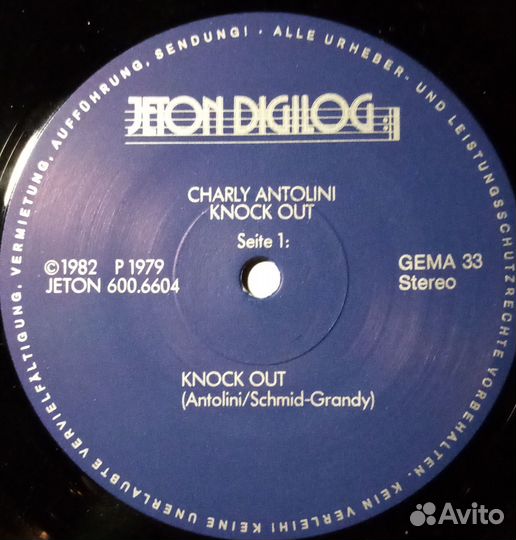 JETON DIGILOG
CHARLY ANTOLINI
KNOCK OUT
Seite 1:
©1982 P 1979
JETON 600.6604
GEMA 33
Stereo
KNOCK OUT
(Antolini/Schmid-Grandy)
ALLE URHEBER- UND LEISTUNGSSCHUTZRECHTE VORBEHALTEN. KEIN VERLEIH! KEINE UNERLAUBTE VERVIELFÄLTIGUNG, VERMIETUNG, AUFFÖHRUNG, SENDUNG! ·
Avito